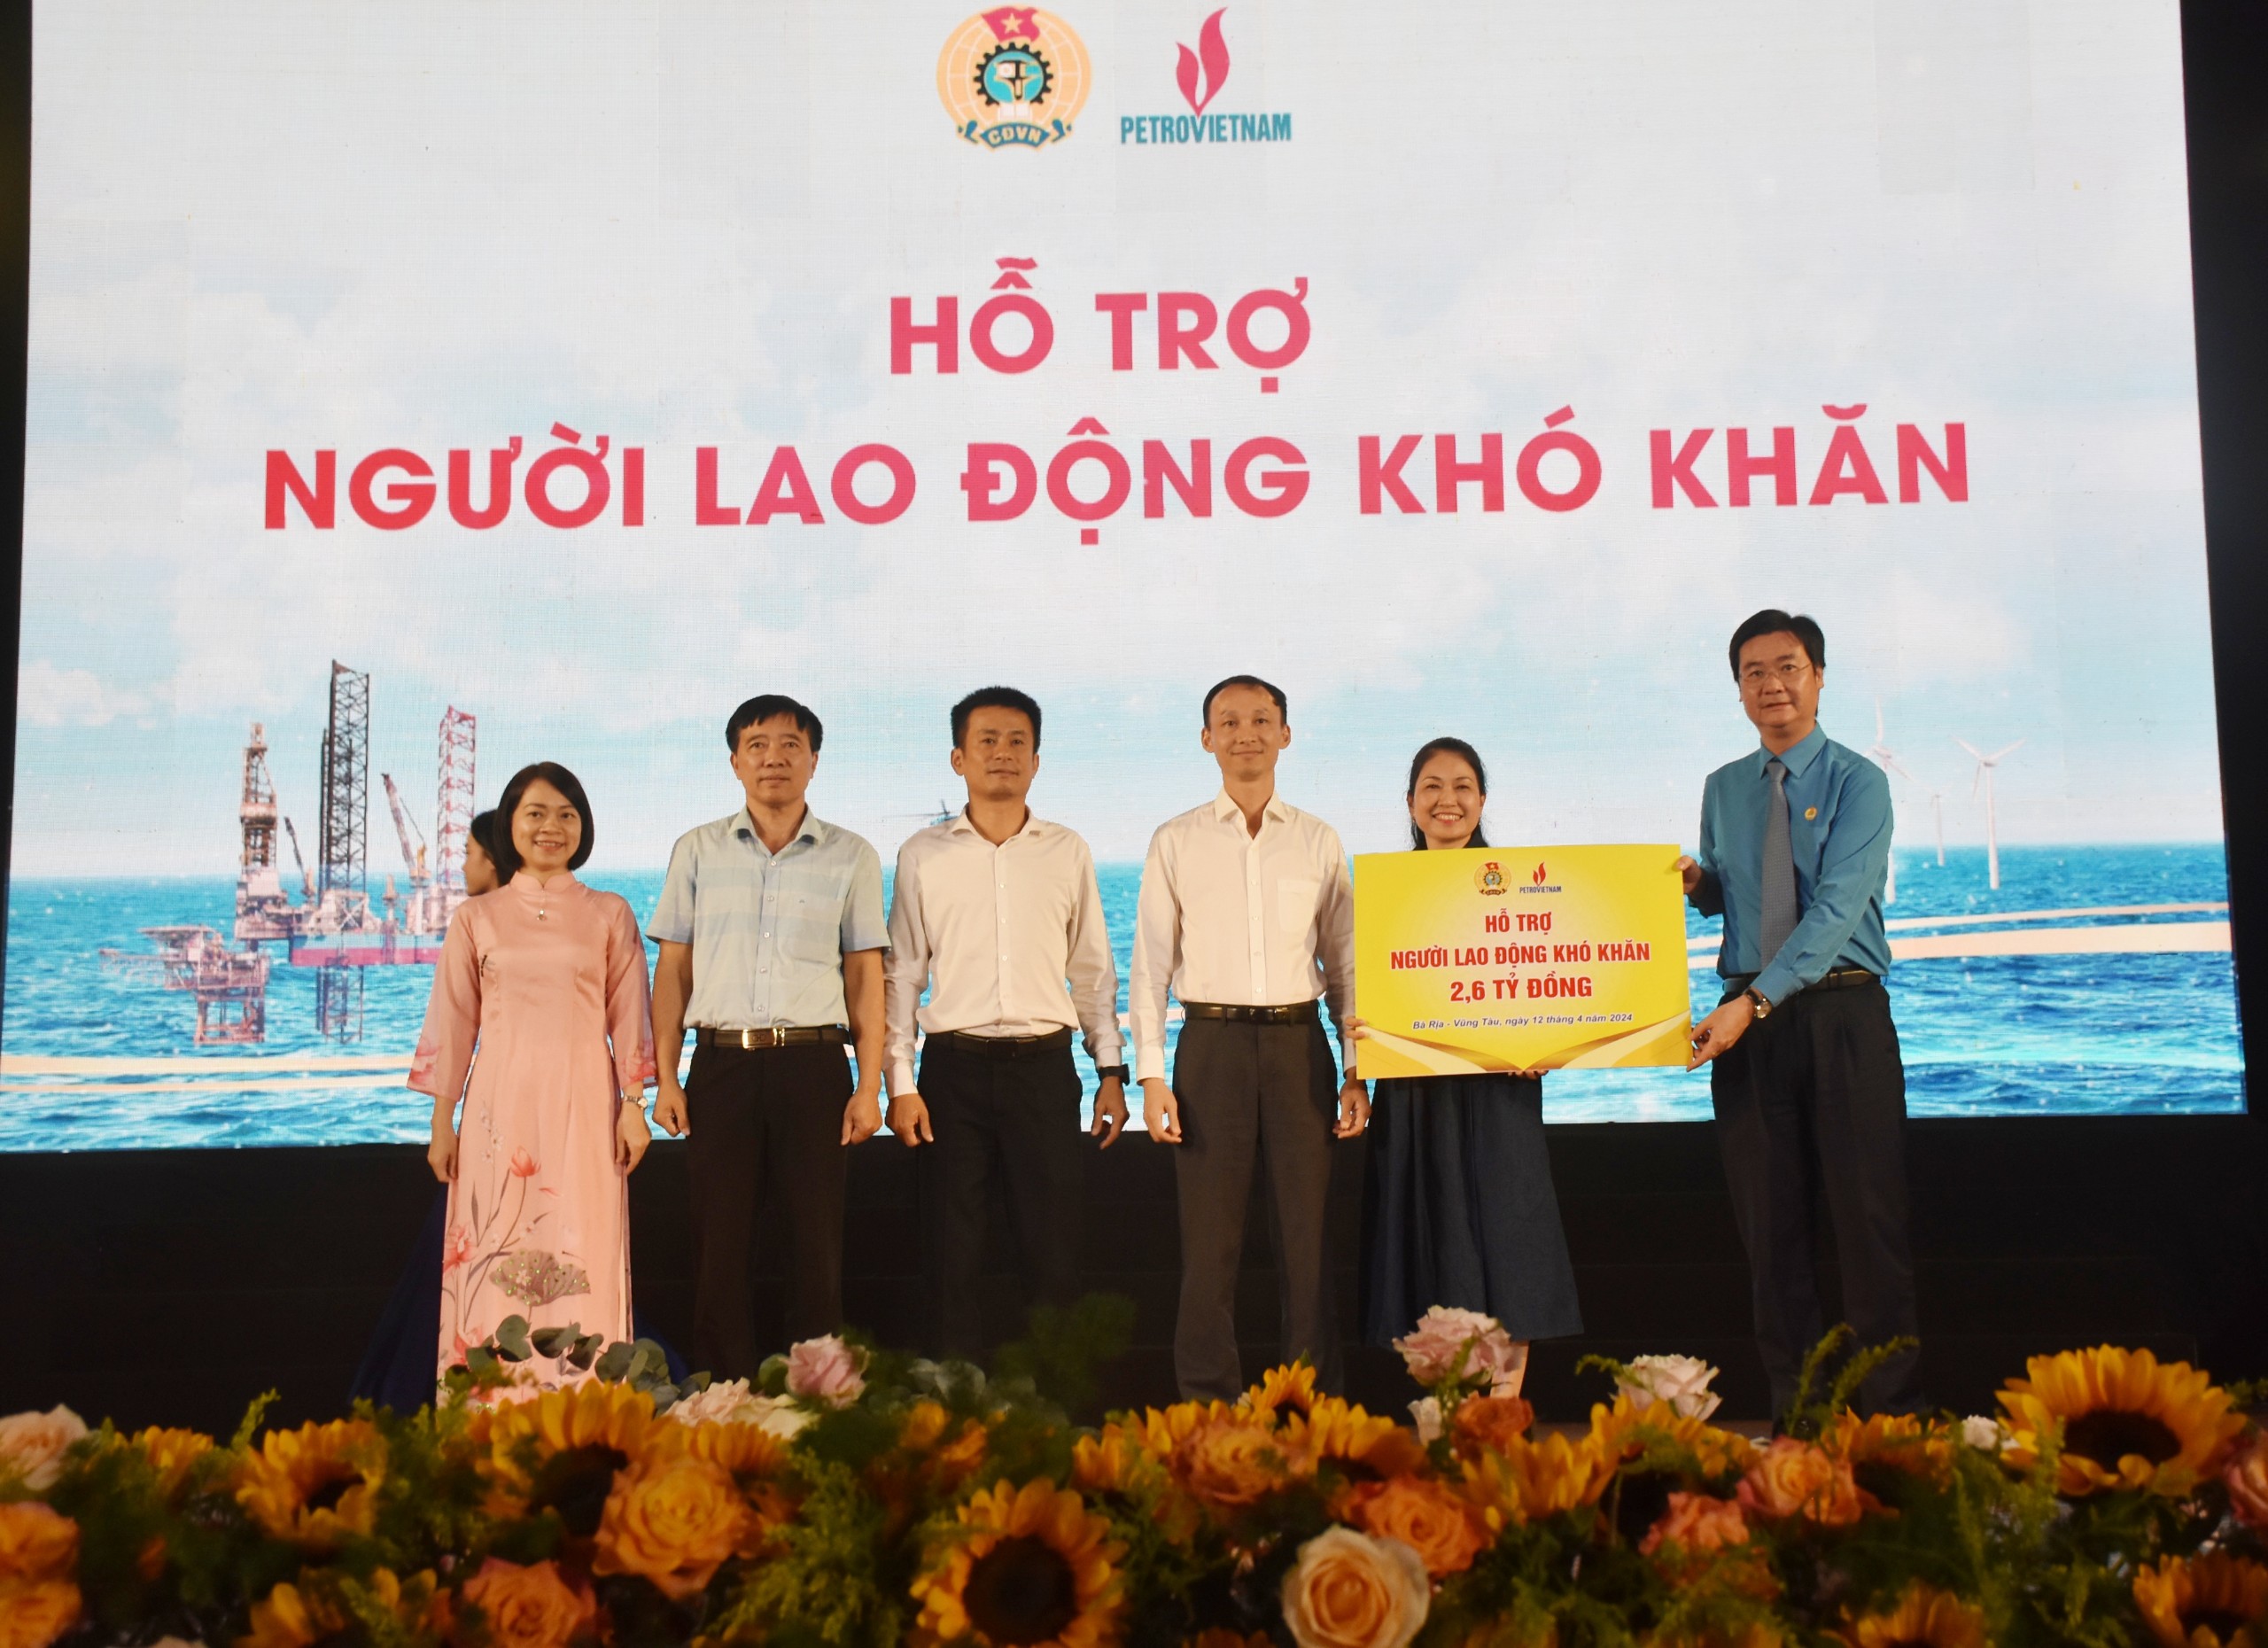 CĐVN
PETROVIETNAM
HỖ TRỢ
NGƯỜI LAO ĐỘNG KHÓ KHĂN
PETROVIETNAM
HỖ TRỢ
NGƯỜI LAO ĐỘNG KHÓ KHĂN
2,6 TỶ ĐỒNG
Bà Rịa - Vũng Tàu, ngày 12 tháng 4 năm 2024